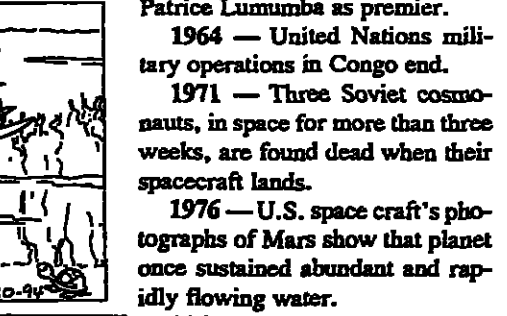 Patrice Lumumba as premier.
1964 — United Nations mili-
tary operations in Congo end.
1971 — Three Soviet cosmo-
nauts, in space for more than three
weeks, are found dead when their
spacecraft lands.
1976 — U.S. space craft's pho-
tographs of Mars show that planet
once sustained abundant and rap-
idly flowing water.
0-94